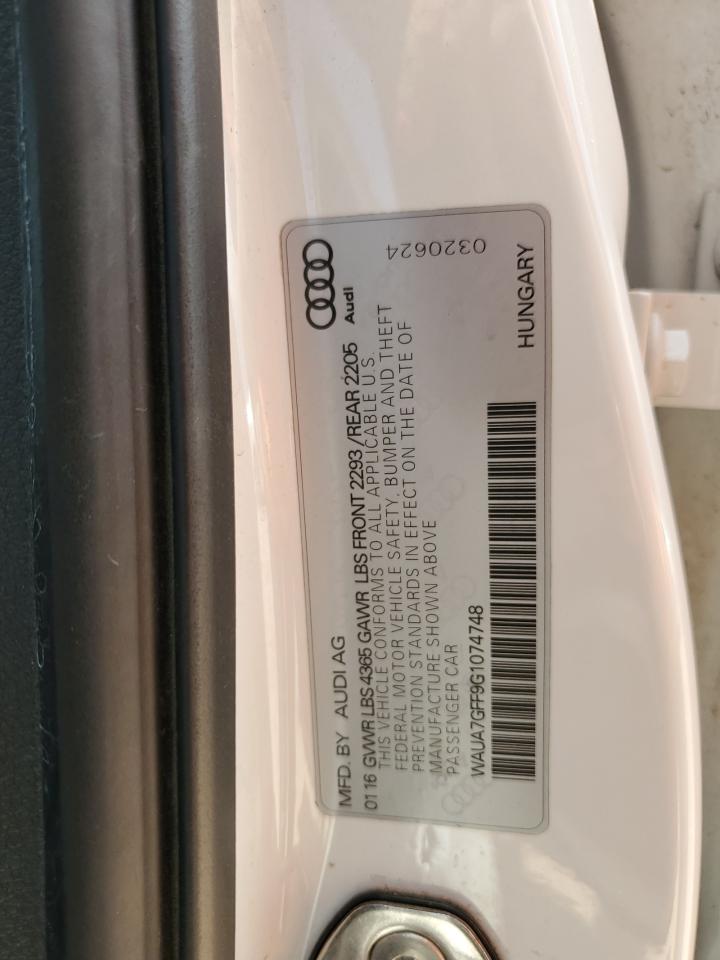 MFD. BY AUDI AG
Audi
01 16 GVWR LBS 4365 GAWR LBS FRONT 2293 / REAR 2205
THIS VEHICLE CONFORMS TO ALL APPLICABLE U.S.
FEDERAL MOTOR VEHICLE SAFETY, BUMPER AND THEFT
PREVENTION STANDARDS IN EFFECT ON THE DATE OF
MANUFACTURE SHOWN ABOVE
PASSENGER CAR
WAUA7GFF9G1074748
0320624
HUNGARY